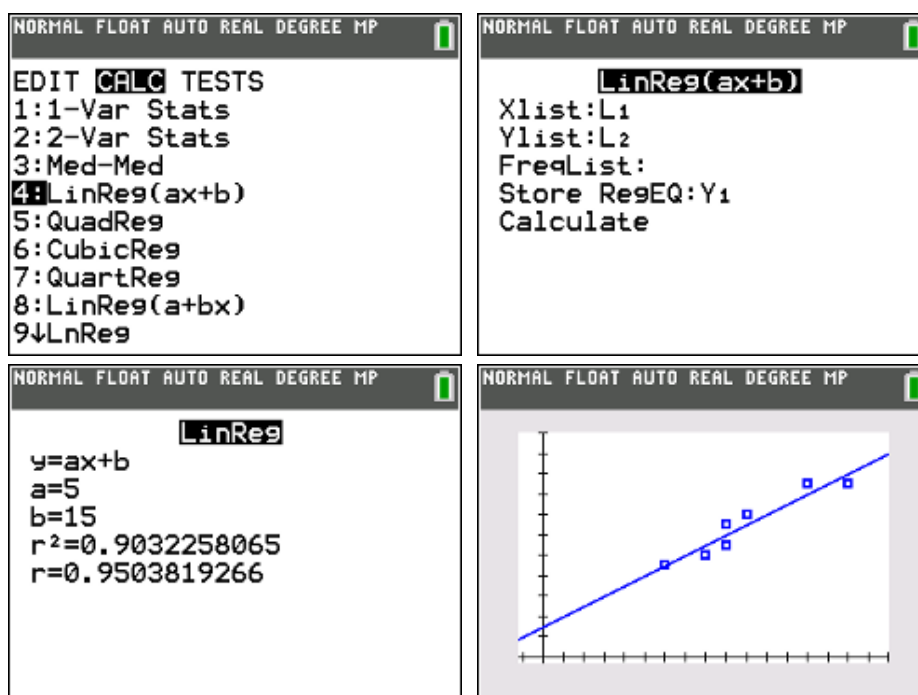 NORMAL FLOAT AUTO REAL DEGREE MP
EDIT CALC TESTS
1:1-Var Stats
2:2-Var Stats
3:Med-Med
4:LinReg(ax+b)
5:QuadReg
6:CubicReg
7:QuartReg
8:LinReg(a+bx)
9↓LnReg
NORMAL FLOAT AUTO REAL DEGREE MP
LinReg(ax+b)
Xlist:L₁
Ylist:L₂
FreqList:
Store RegEQ:Y₁
Calculate
NORMAL FLOAT AUTO REAL DEGREE MP
LinReg
y=ax+b
a=5
b=15
r²=0.9032258065
r=0.9503819266
NORMAL FLOAT AUTO REAL DEGREE MP